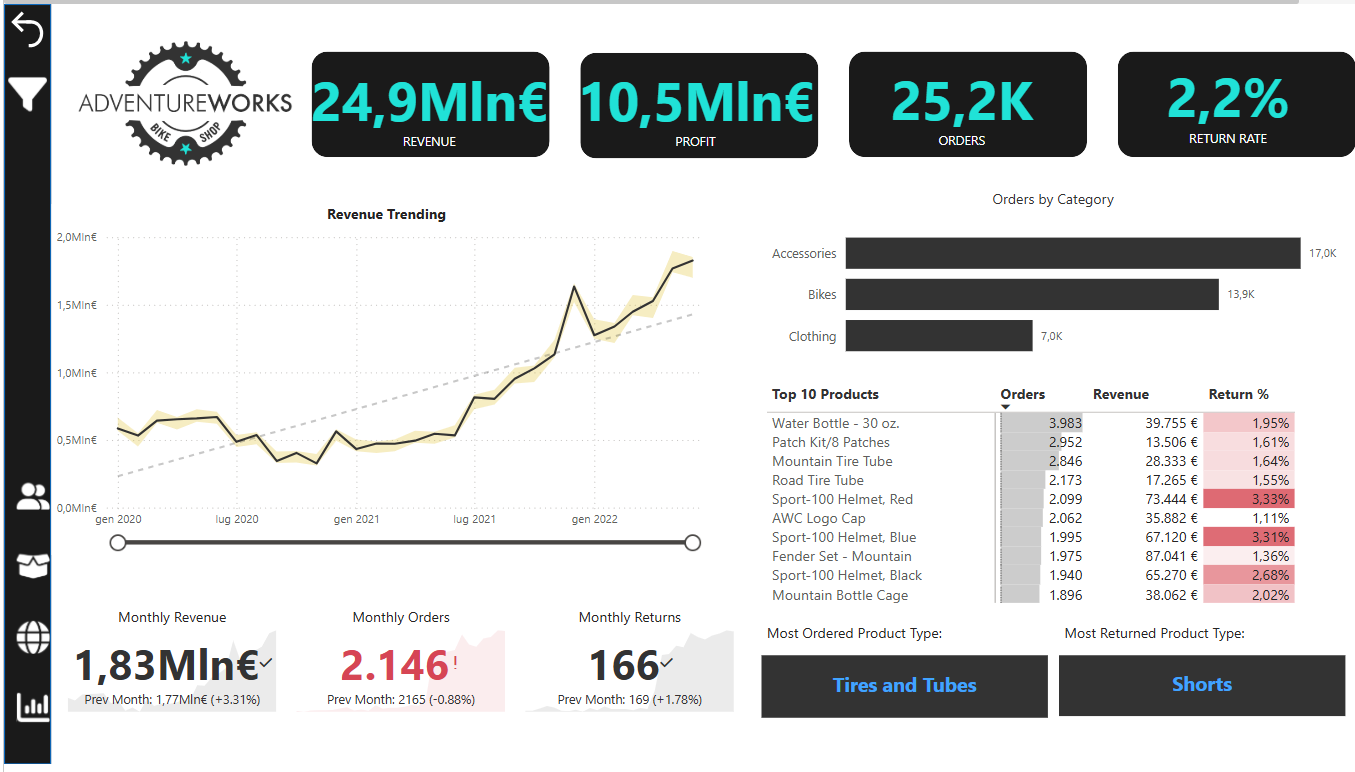 ADVENTUREWORKS
BIKE SHOP
24,9Mln€
REVENUE
10,5Mln€
PROFIT
25,2K
ORDERS
2,2%
RETURN RATE
Revenue Trending
2,0Mln€
1,5Mln€
1,0Mln€
0,5Mln€
0,0Mln€
gen 2020 lug 2020 gen 2021 lug 2021 gen 2022
Orders by Category
Accessories 17,0K
Bikes 13,9K
Clothing 7,0K
Top 10 Products Orders Revenue Return %
Water Bottle - 30 oz. 3.983 39.755 € 1,95%
Patch Kit/8 Patches 2.952 13.506 € 1,61%
Mountain Tire Tube 2.846 28.333 € 1,64%
Road Tire Tube 2.173 17.265 € 1,55%
Sport-100 Helmet, Red 2.099 73.444 € 3,33%
AWC Logo Cap 2.062 35.882 € 1,11%
Sport-100 Helmet, Blue 1.995 67.120 € 3,31%
Fender Set - Mountain 1.975 87.041 € 1,36%
Sport-100 Helmet, Black 1.940 65.270 € 2,68%
Mountain Bottle Cage 1.896 38.062 € 2,02%
Monthly Revenue
1,83Mln€
Prev Month: 1,77Mln€ (+3.31%)
Monthly Orders
2.146!
Prev Month: 2165 (-0.88%)
Monthly Returns
166
Prev Month: 169 (+1.78%)
Most Ordered Product Type:
Tires and Tubes
Most Returned Product Type:
Shorts